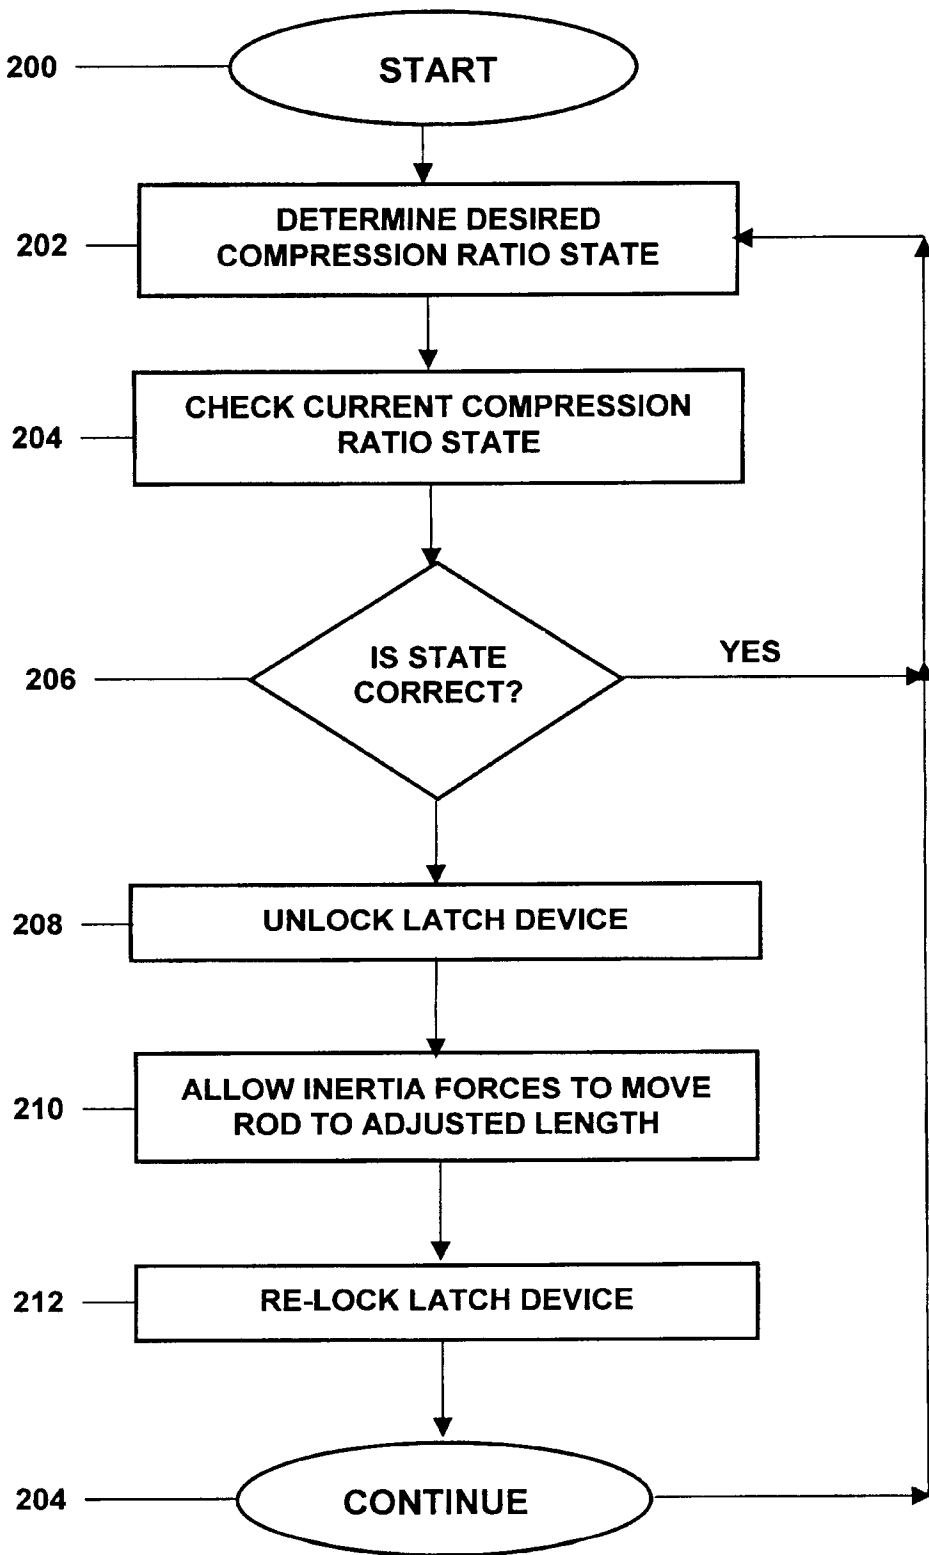 200
START
202
DETERMINE DESIRED
COMPRESSION RATIO STATE
204
CHECK CURRENT COMPRESSION
RATIO STATE
206
IS STATE
CORRECT?
YES
208
UNLOCK LATCH DEVICE
210
ALLOW INERTIA FORCES TO MOVE
ROD TO ADJUSTED LENGTH
212
RE-LOCK LATCH DEVICE
204
CONTINUE